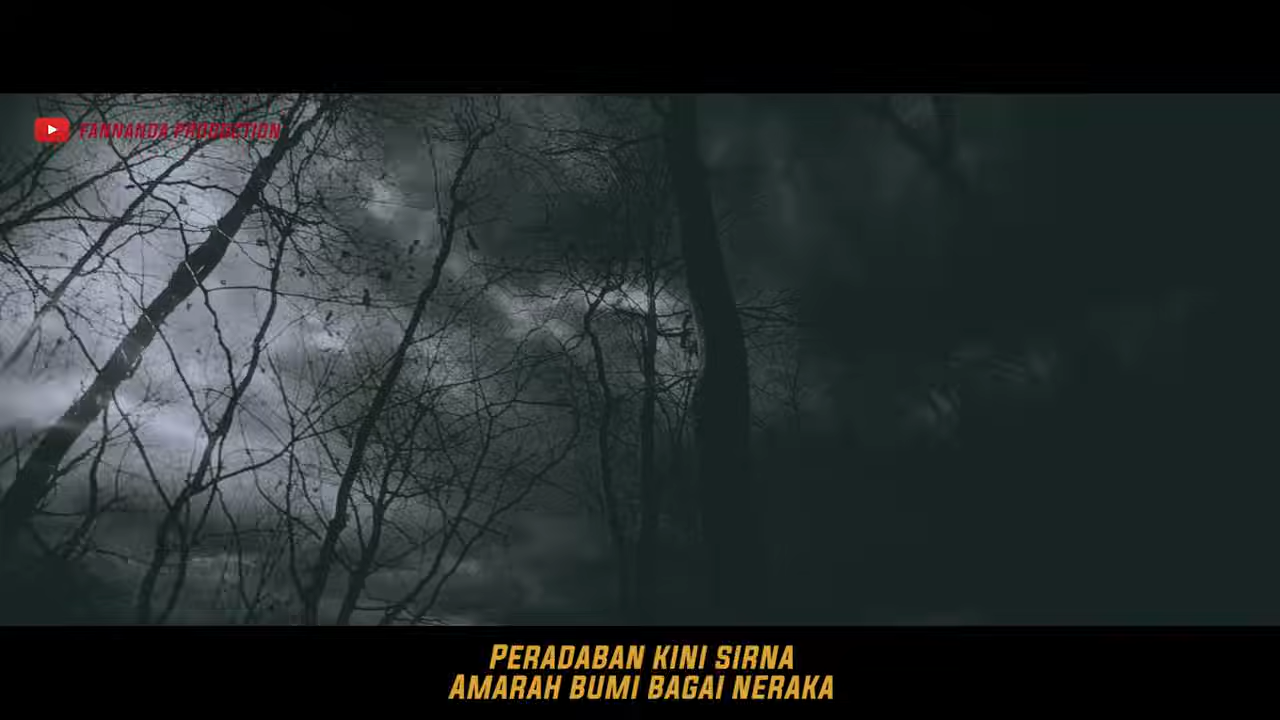 FANNANDA PRODUCTION
PERADABAN KINI SIRNA
AMARAH BUMI BAGAI NERAKA